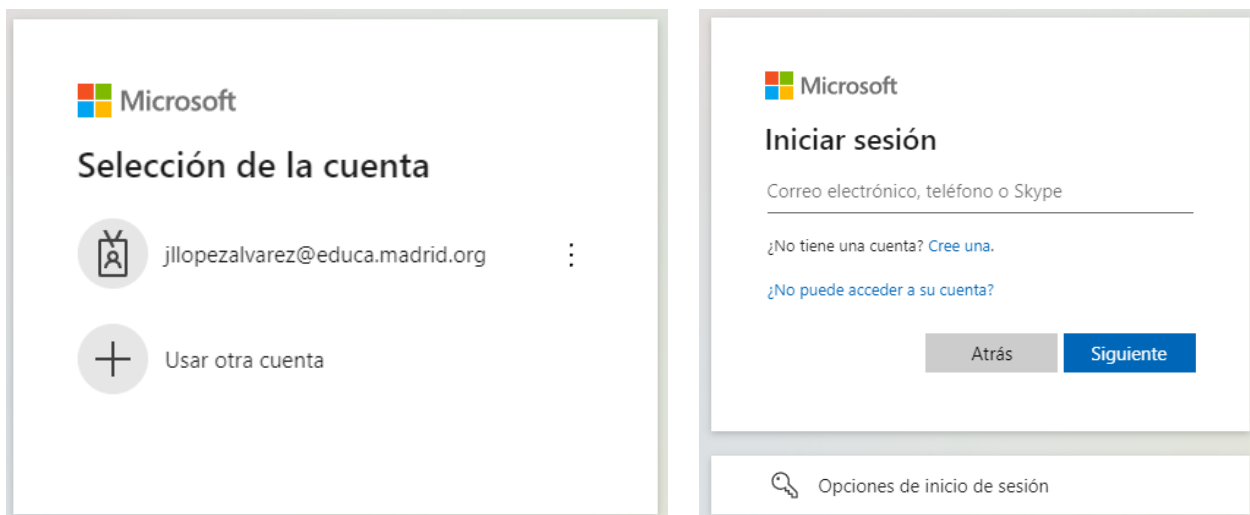 Microsoft
Selección de la cuenta
jllopezalvarez@educa.madrid.org
Usar otra cuenta
Microsoft
Iniciar sesión
Correo electrónico, teléfono o Skype
¿No tiene una cuenta? Cree una.
¿No puede acceder a su cuenta?
Atrás
Siguiente
Opciones de inicio de sesión